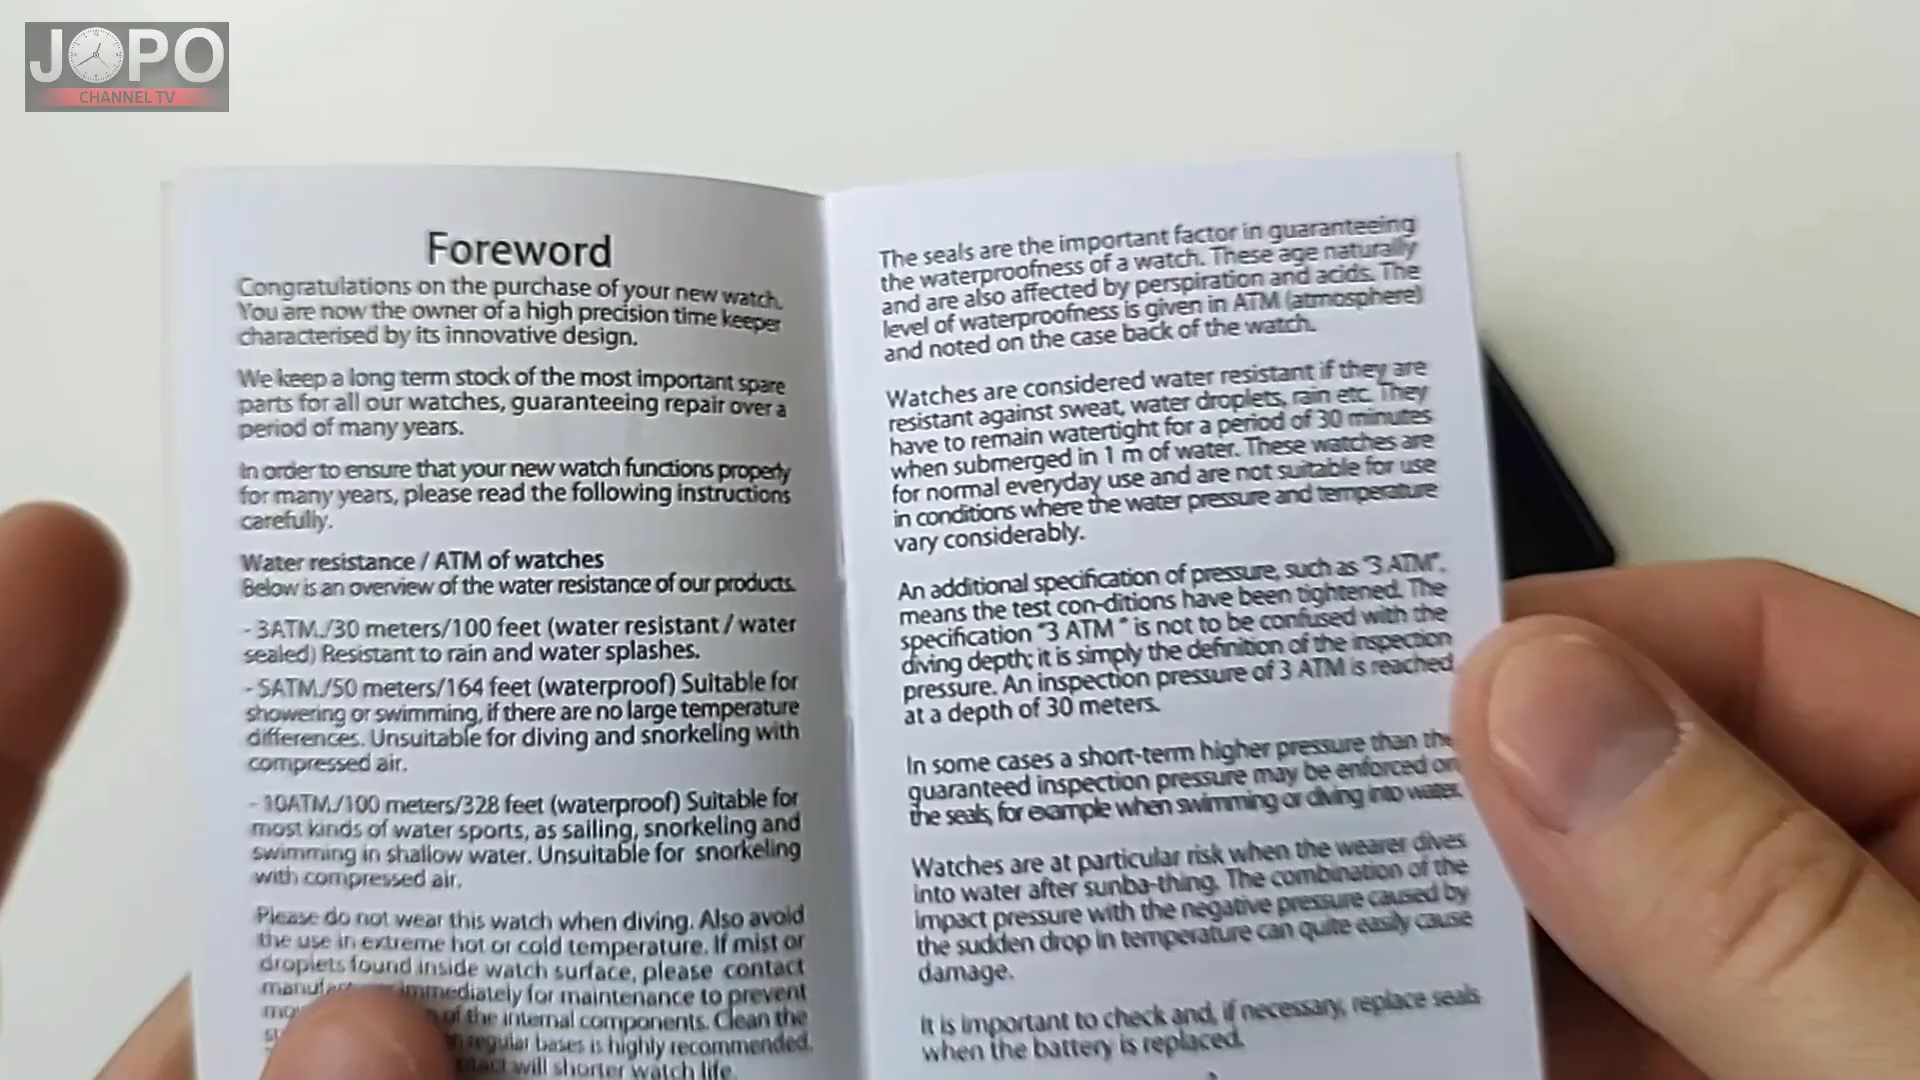 JOPO
CHANNEL TV
Foreword
Congratulations on the purchase of your new watch.
You are now the owner of a high precision time keeper
characterised by its innovative design.
We keep a long term stock of the most important spare
parts for all our watches, guaranteeing repair over a
period of many years.
In order to ensure that your new watch functions properly
for many years, please read the following instructions
carefully.
Water resistance / ATM of watches
Below is an overview of the water resistance of our products.
- 3ATM./30 meters/100 feet (water resistant / water
sealed) Resistant to rain and water splashes.
- 5ATM./50 meters/164 feet (waterproof) Suitable for
showering or swimming, if there are no large temperature
differences. Unsuitable for diving and snorkeling with
compressed air.
- 10ATM./100 meters/328 feet (waterproof) Suitable for
most kinds of water sports, as sailing, snorkeling and
swimming in shallow water. Unsuitable for snorkeling
with compressed air.
Please do not wear this watch when diving. Also avoid
the use in extreme hot or cold temperature. If mist or
droplets found inside watch surface, please contact
immediately for maintenance to prevent
of the internal components. Clean the
regular bases is highly recommended.
will shorter watch life.
The seals are the important factor in guaranteeing
the waterproofness of a watch. These age naturally
and are also affected by perspiration and acids. The
level of waterproofness is given in ATM (atmosphere)
and noted on the case back of the watch.
Watches are considered water resistant if they are
resistant against sweat, water droplets, rain etc. They
have to remain watertight for a period of 30 minutes
when submerged in 1 m of water. These watches are
for normal everyday use and are not suitable for use
in conditions where the water pressure and temperature
vary considerably.
An additional specification of pressure, such as "3 ATM",
means the test con-ditions have been tightened. The
specification "3 ATM " is not to be confused with the
diving depth; it is simply the definition of the inspection
pressure. An inspection pressure of 3 ATM is reached
at a depth of 30 meters.
In some cases a short-term higher pressure than the
guaranteed inspection pressure may be enforced on
the seals, for example when swimming or diving into water.
Watches are at particular risk when the wearer dives
into water after sunba-thing. The combination of the
impact pressure with the negative pressure caused by
the sudden drop in temperature can quite easily cause
damage.
It is important to check and, if necessary, replace seals
when the battery is replaced.